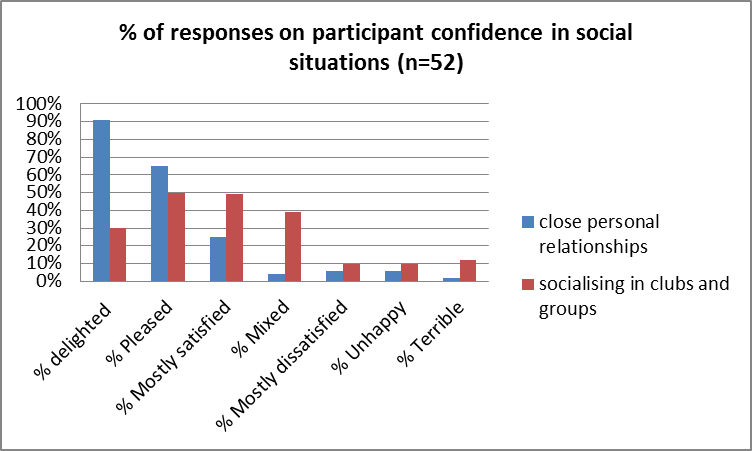 % of responses on participant confidence in social
situations (n=52)
100%
90%
80%
70%
60%
50%
40%
30%
20%
10%
0%
% delighted
% Pleased
% Mostly satisfied
% Mixed
% Mostly dissatisfied
% Unhappy
% Terrible
close personal
relationships
socialising in clubs and
groups